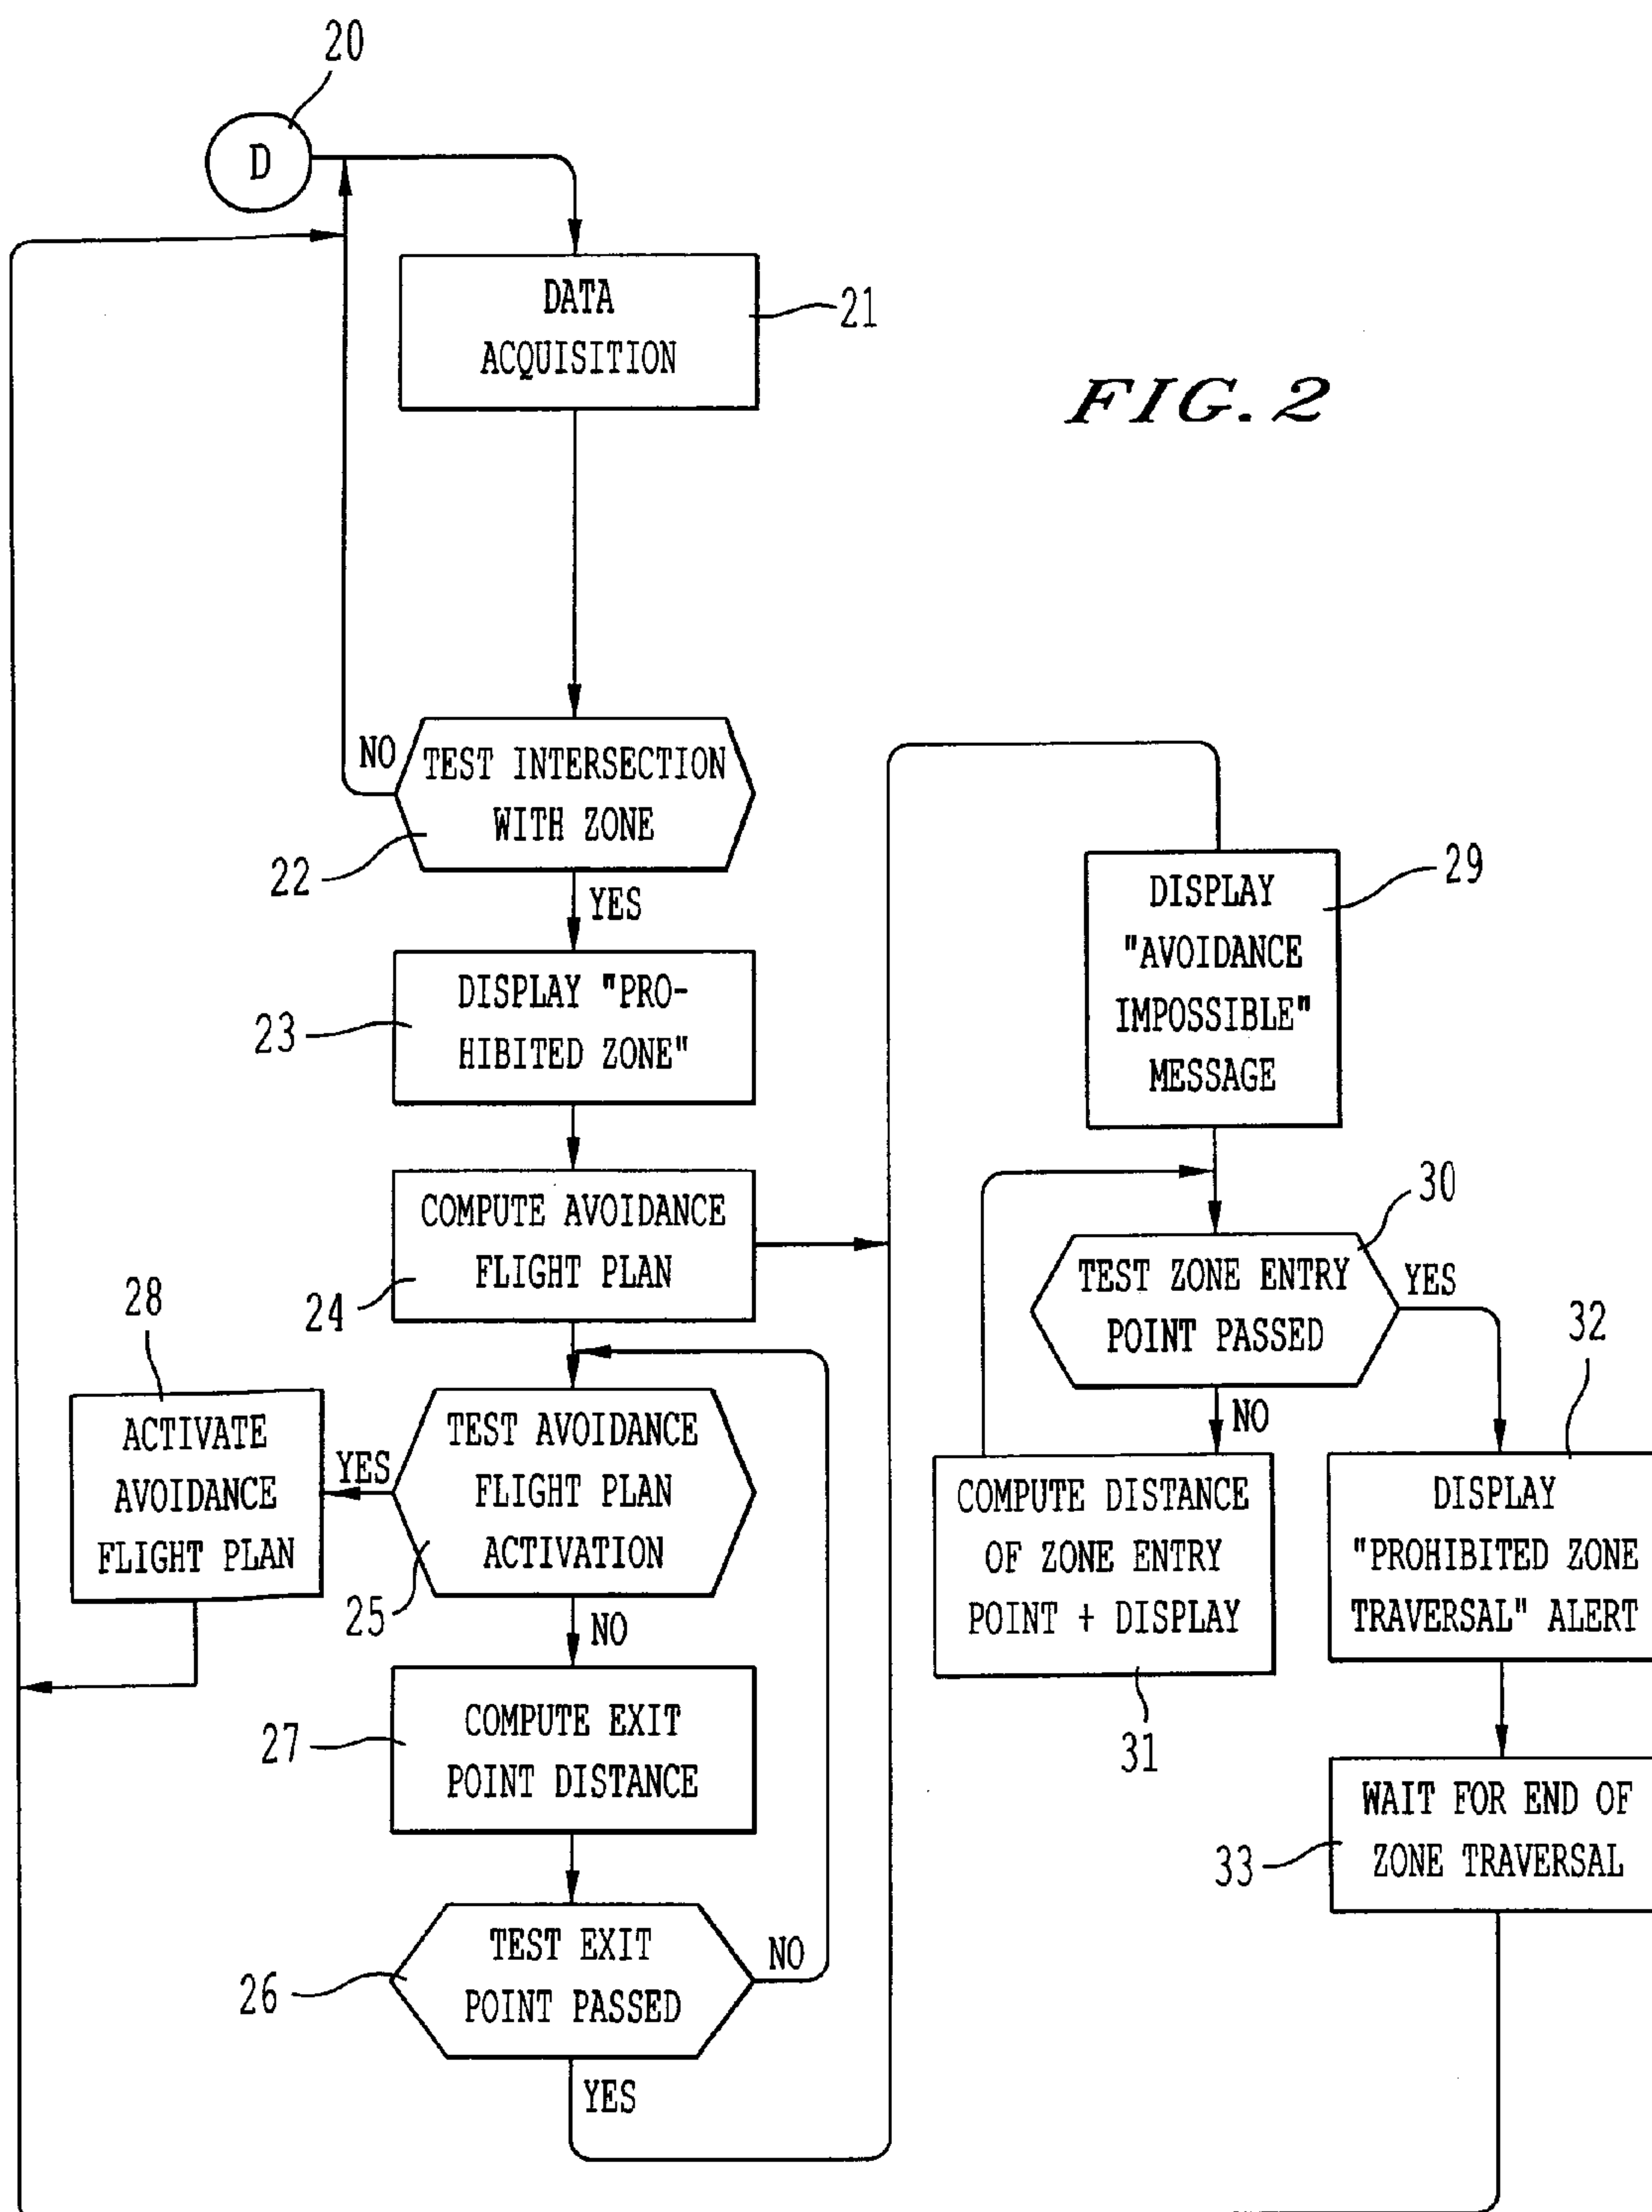 20
D
DATA
ACQUISITION
21
FIG. 2
NO
TEST INTERSECTION
WITH ZONE
22
YES
DISPLAY "PRO-
HIBITED ZONE"
23
COMPUTE AVOIDANCE
FLIGHT PLAN
24
28
ACTIVATE
AVOIDANCE
FLIGHT PLAN
YES
TEST AVOIDANCE
FLIGHT PLAN
ACTIVATION
25
NO
COMPUTE EXIT
POINT DISTANCE
27
TEST EXIT
POINT PASSED
26
NO
YES
DISPLAY
"AVOIDANCE
IMPOSSIBLE"
MESSAGE
29
30
TEST ZONE ENTRY
POINT PASSED
YES
NO
COMPUTE DISTANCE
OF ZONE ENTRY
POINT + DISPLAY
31
32
DISPLAY
"PROHIBITED ZONE
TRAVERSAL" ALERT
WAIT FOR END OF
ZONE TRAVERSAL
33